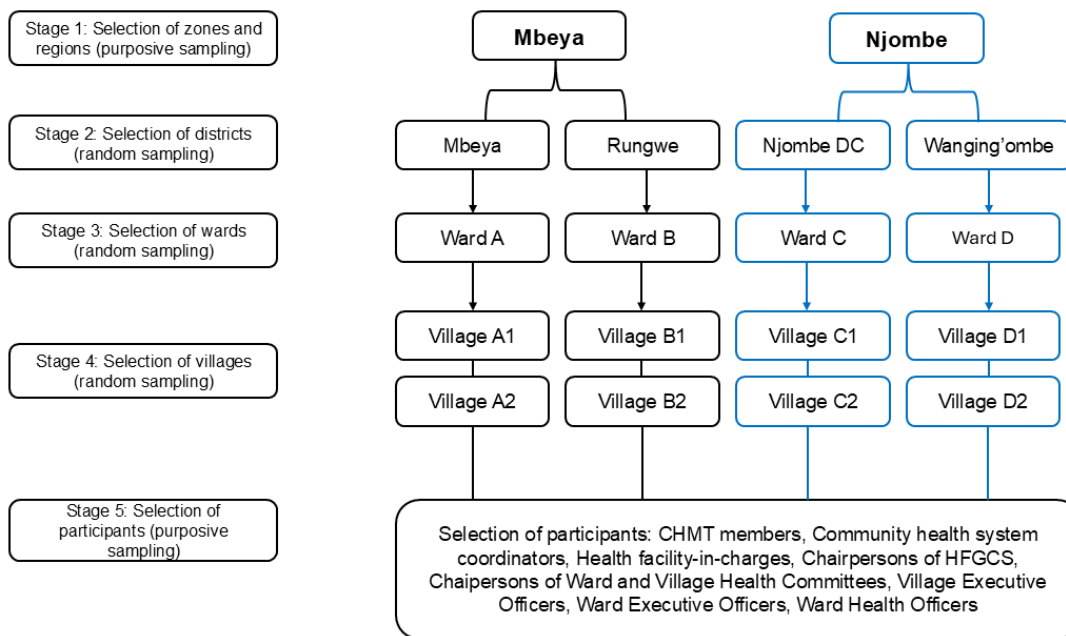 Stage 1: Selection of zones and
regions (purposive sampling)
Mbeya
Njombe
Stage 2: Selection of districts
(random sampling)
Mbeya
Rungwe
Njombe DC
Wanging'ombe
Stage 3: Selection of wards
(random sampling)
Ward A
Ward B
Ward C
Ward D
Stage 4: Selection of villages
(random sampling)
Village A1
Village B1
Village C1
Village D1
Village A2
Village B2
Village C2
Village D2
Stage 5: Selection of
participants (purposive
sampling)
Selection of participants: CHMT members, Community health system
coordinators, Health facility-in-charges, Chairpersons of HFGCS,
Chaipersons of Ward and Village Health Committees, Village Executive
Officers, Ward Executive Officers, Ward Health Officers